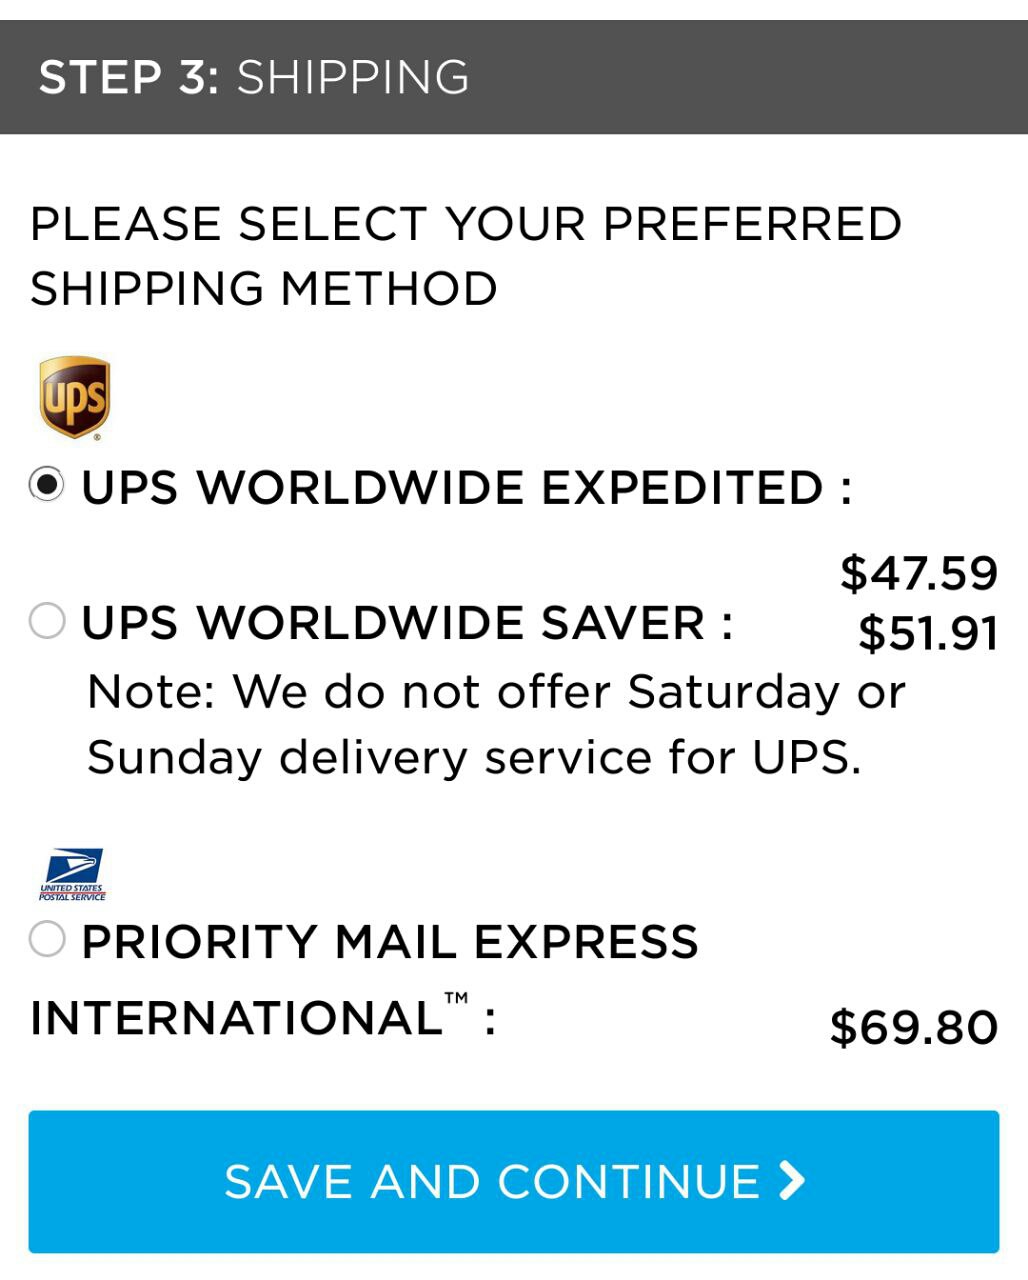 STEP 3: SHIPPING
PLEASE SELECT YOUR PREFERRED
SHIPPING METHOD
ups
UPS WORLDWIDE EXPEDITED :
$47.59
UPS WORLDWIDE SAVER : $51.91
Note: We do not offer Saturday or
Sunday delivery service for UPS.
UNITED STATES
POSTAL SERVICE
PRIORITY MAIL EXPRESS
INTERNATIONAL™ : $69.80
SAVE AND CONTINUE